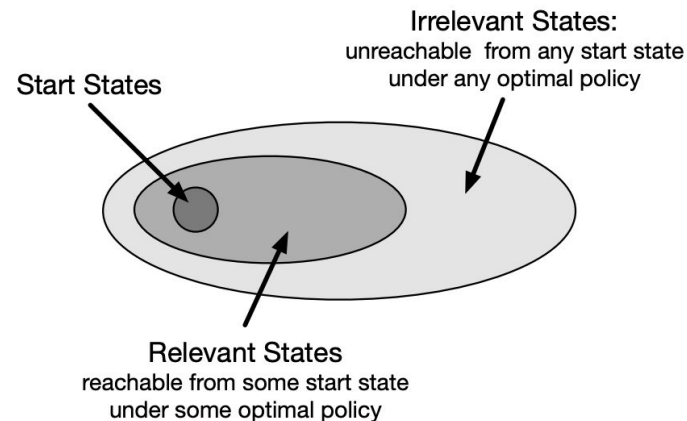 Irrelevant States:
unreachable from any start state
under any optimal policy
Start States
Relevant States
reachable from some start state
under some optimal policy